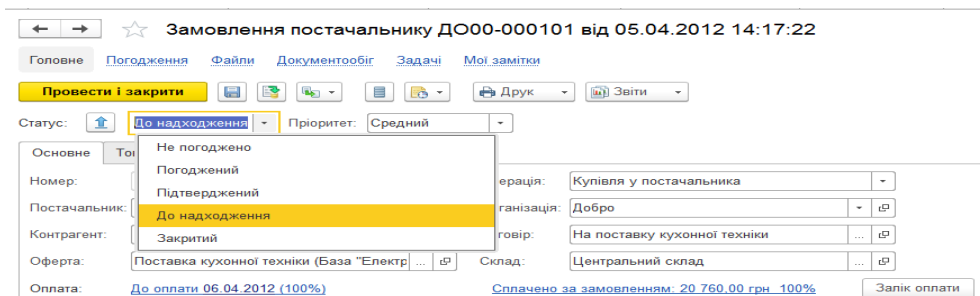 Замовлення постачальнику ДО00-000101 від 05.04.2012 14:17:22
Головне Погодження Файли Документообіг Задачі Мої замітки
Провести і закрити Друк Звіти
Статус: До надходження Пріоритет: Средний
Основне
Не погоджено
Номер:
Погоджений
Купівля у постачальника
Підтверджений
Постачальник:
До надходження
Добро
Контрагент:
Закритий
На поставку кухонної техніки
Оферта: Поставка кухонної техніки (База "Електр ... Склад: Центральний склад
Оплата: До оплати 06.04.2012 (100%) Сплачено за замовленням: 20 760,00 грн 100% Залік оплати